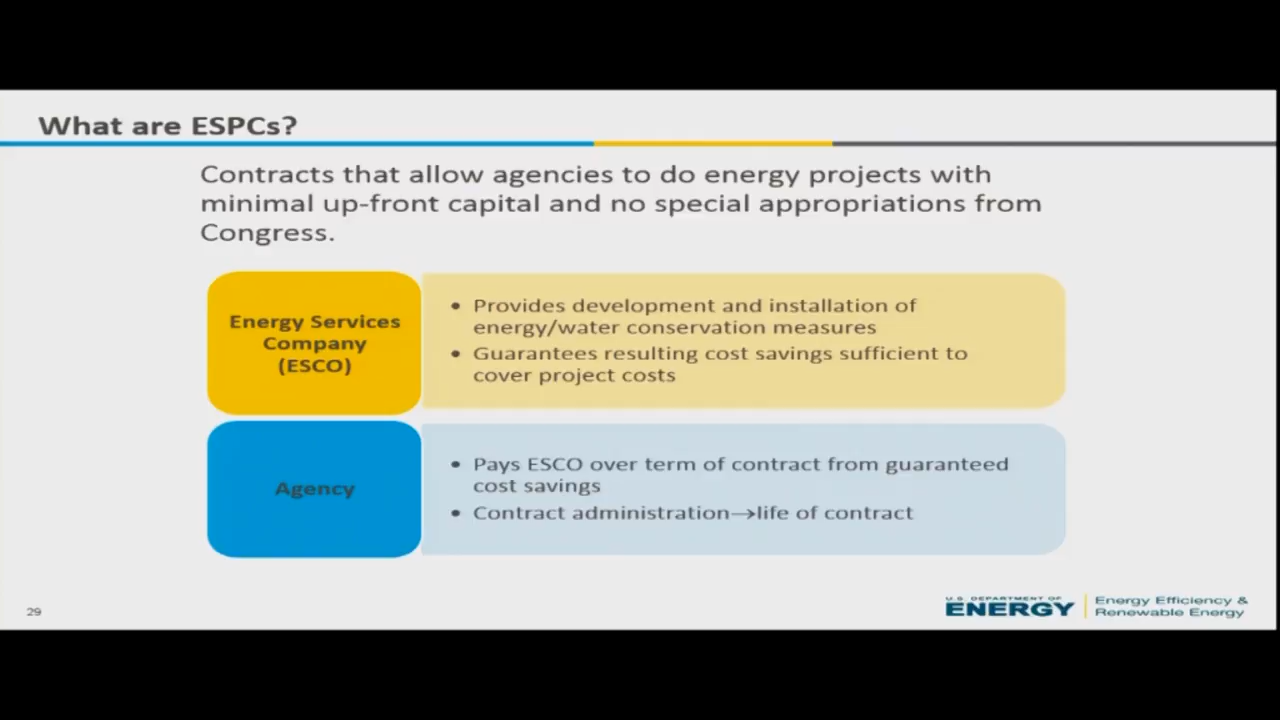 What are ESPCs?
Contracts that allow agencies to do energy projects with
minimal up-front capital and no special appropriations from
Congress.
Energy Services
Company
(ESCO)
• Provides development and installation of
energy/water conservation measures
• Guarantees resulting cost savings sufficient to
cover project costs
Agency
• Pays ESCO over term of contract from guaranteed
cost savings
• Contract administration→life of contract
29
U.S. DEPARTMENT OF
ENERGY
Energy Efficiency &
Renewable Energy